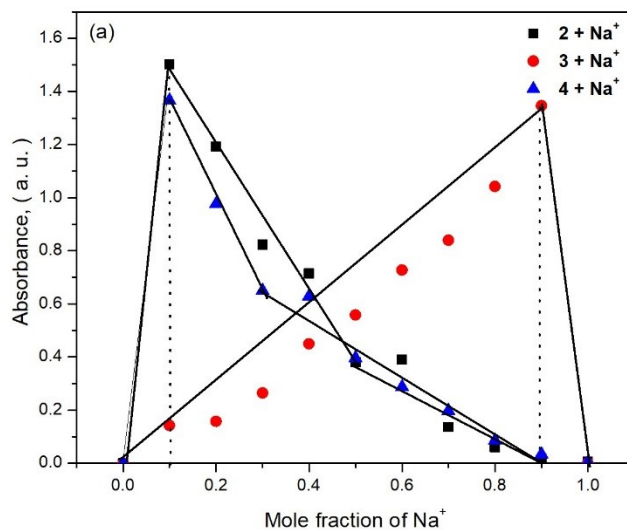 (a)
2 + Na⁺
3 + Na⁺
4 + Na⁺
Absorbance, ( a. u. )
1.6
1.4
1.2
1.0
0.8
0.6
0.4
0.2
0.0
0.0 0.2 0.4 0.6 0.8 1.0
Mole fraction of Na⁺